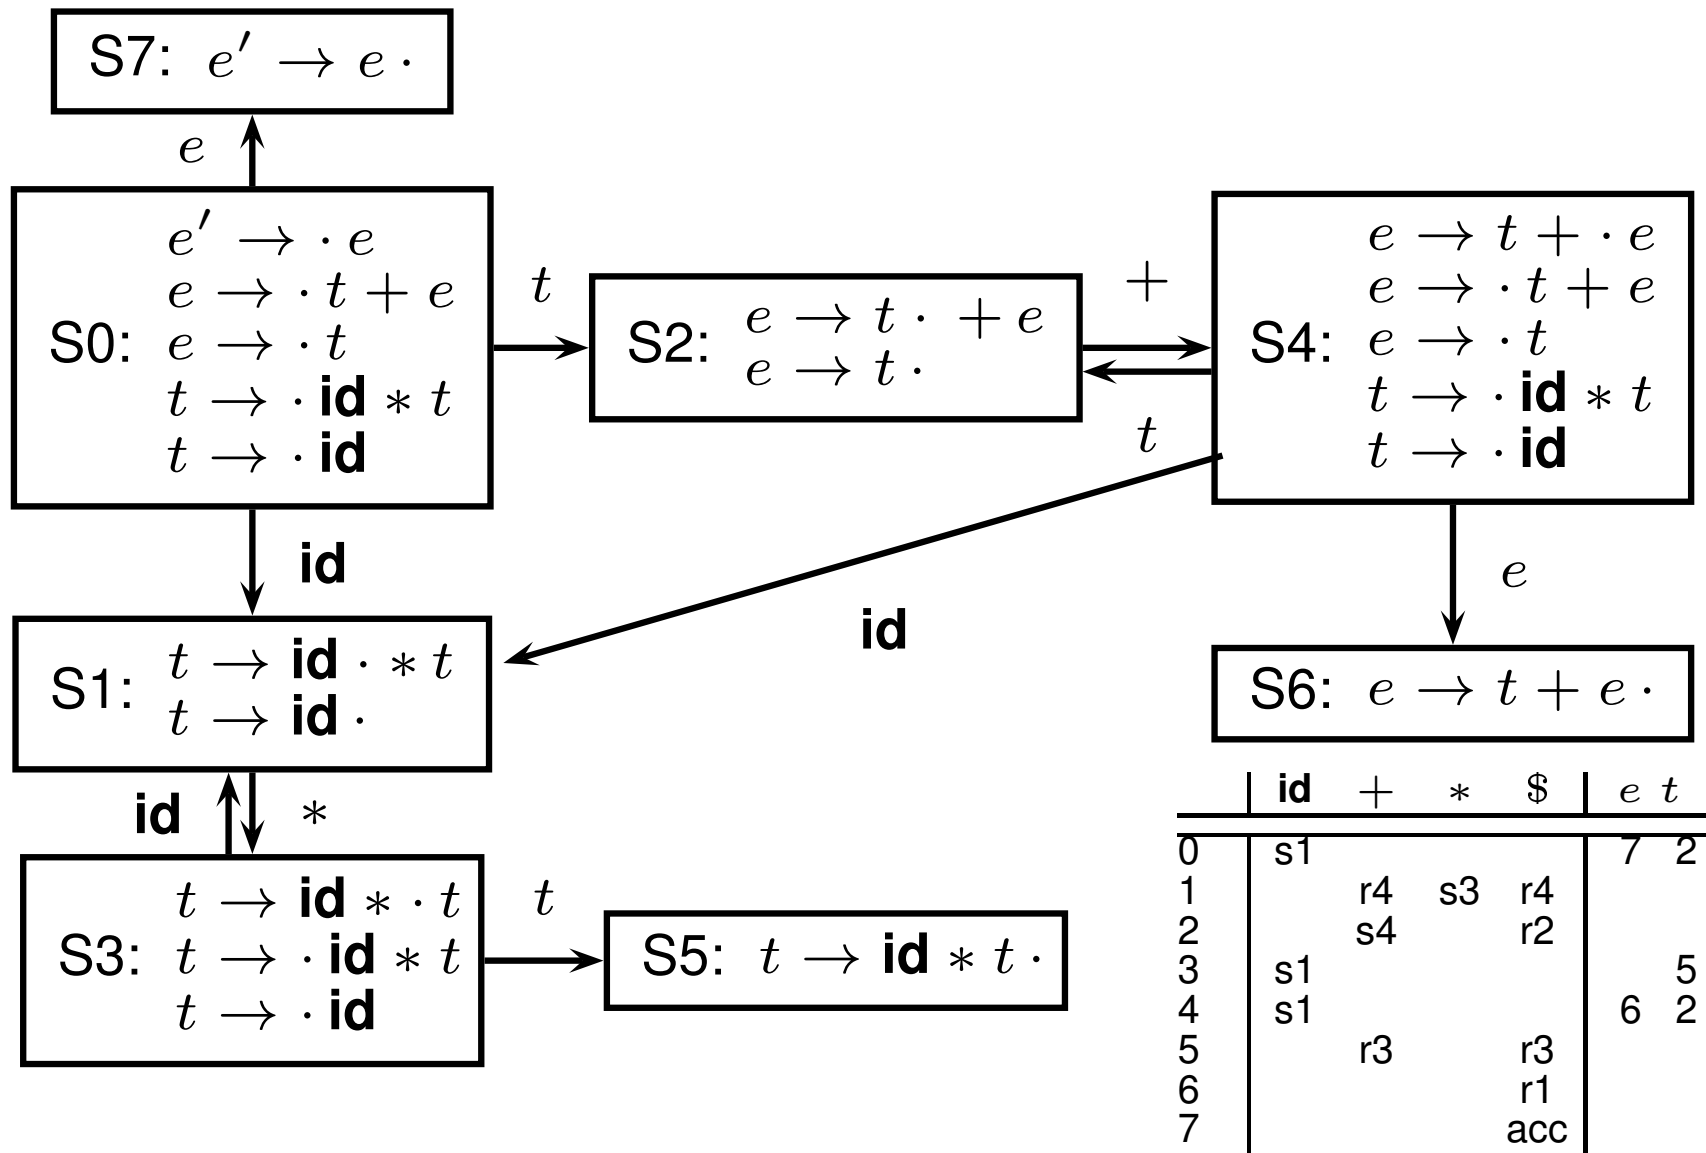 S7: e′ → e ·
e
S0:
e′ → · e
e → · t + e
e → · t
t → · id * t
t → · id
t
S2:
e → t · + e
e → t ·
+
t
S4:
e → t + · e
e → · t + e
e → · t
t → · id * t
t → · id
id
id
e
S1:
t → id · * t
t → id ·
S6: e → t + e ·
id *
S3:
t → id * · t
t → · id * t
t → · id
t
S5: t → id * t ·
id + * $ e t
0 s1 7 2
1 r4 s3 r4
2 s4 r2
3 s1 5
4 s1 6 2
5 r3 r3
6 r1
7 acc